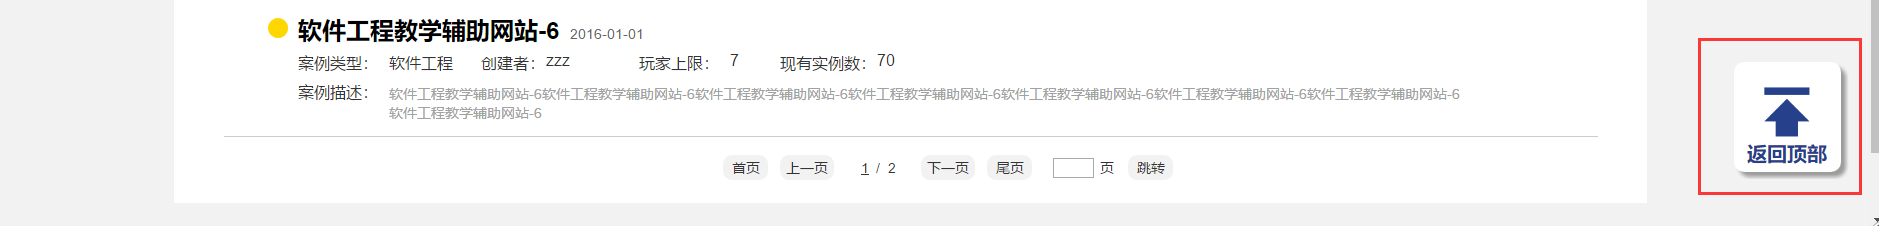 软件工程教学辅助网站-6 2016-01-01
案例类型： 软件工程 创建者：zzz 玩家上限： 7 现有实例数：70
案例描述： 软件工程教学辅助网站-6软件工程教学辅助网站-6软件工程教学辅助网站-6软件工程教学辅助网站-6软件工程教学辅助网站-6软件工程教学辅助网站-6软件工程教学辅助网站-6
软件工程教学辅助网站-6
首页 上一页 1 / 2 下一页 尾页 页 跳转
返回顶部